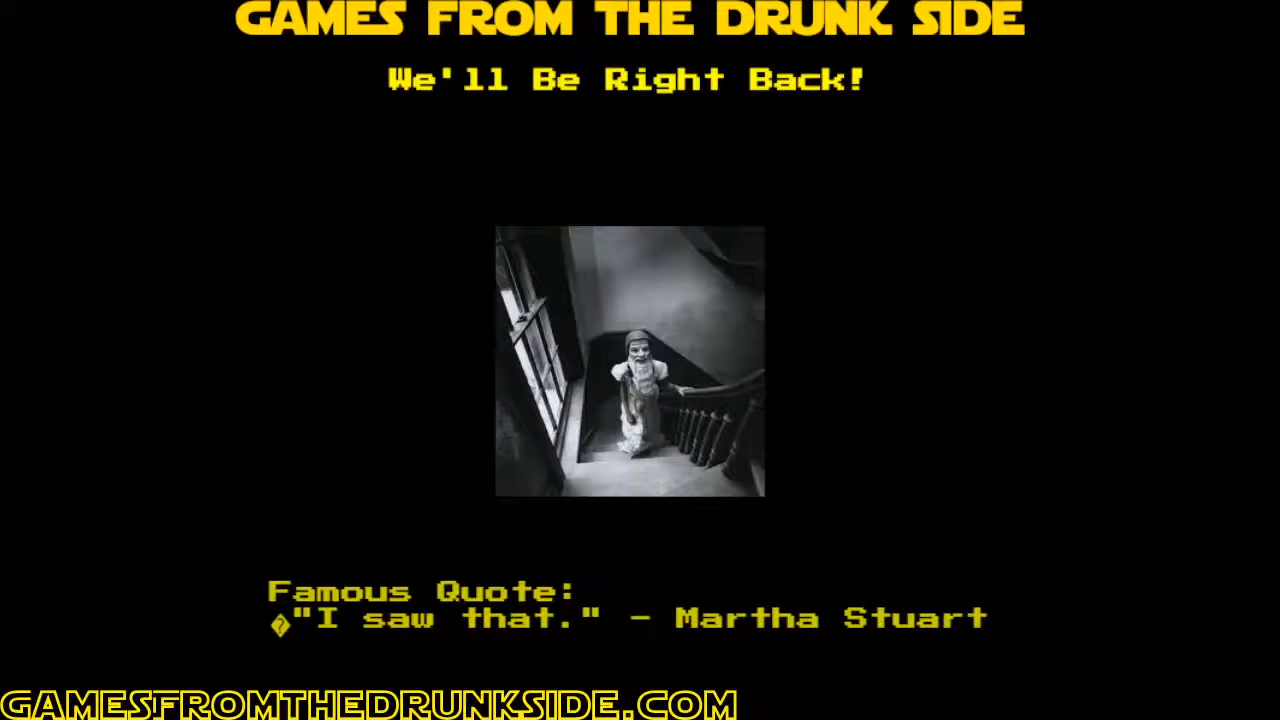 GAMES FROM THE DRUNK SIDE
We'll Be Right Back!
Famous Quote:
�"I saw that." - Martha Stuart
GAMESFROMTHEDRUNKSIDE.COM